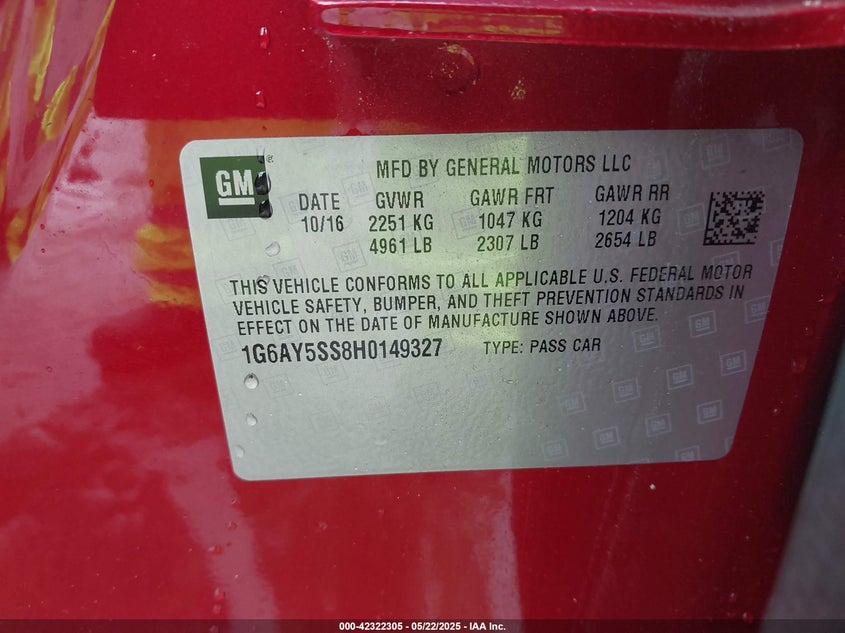 GM
MFD BY GENERAL MOTORS LLC
DATE GVWR GAWR FRT GAWR RR
10/16 2251 KG 1047 KG 1204 KG
4961 LB 2307 LB 2654 LB
THIS VEHICLE CONFORMS TO ALL APPLICABLE U.S. FEDERAL MOTOR
VEHICLE SAFETY, BUMPER, AND THEFT PREVENTION STANDARDS IN
EFFECT ON THE DATE OF MANUFACTURE SHOWN ABOVE.
1G6AY5SS8H0149327 TYPE: PASS CAR
000-42322305 - 05/22/2025 - IAA Inc.